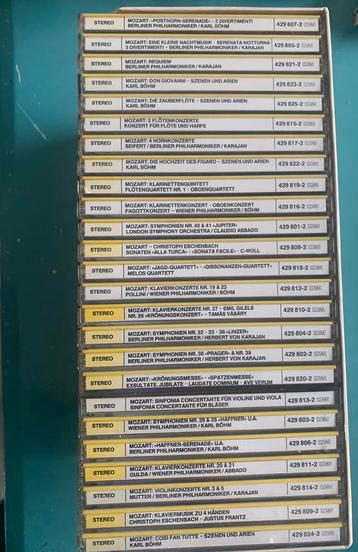 STEREO MOZART: »POSTHORN-SERENADE« · 3 DIVERTIMENTI 429 807-2
BERLINER PHILHARMONIKER / KARL BÖHM
STEREO MOZART: EINE KLEINE NACHTMUSIK · SERENATA NOTTURNA 429 805-2
3 DIVERTIMENTI · BERLINER PHILHARMONIKER / KARAJAN
STEREO MOZART: REQUIEM 429 821-2
BERLINER PHILHARMONIKER / KARAJAN
STEREO MOZART: DON GIOVANNI – SZENEN UND ARIEN 429 823-2
KARL BÖHM
STEREO MOZART: DIE ZAUBERFLÖTE – SZENEN UND ARIEN 429 825-2
KARL BÖHM
STEREO MOZART: 2 FLÖTENKONZERTE 429 815-2
KONZERT FÜR FLÖTE UND HARFE
STEREO MOZART: 4 HORNKONZERTE 429 817-2
SEIFERT / BERLINER PHILHARMONIKER / KARAJAN
STEREO MOZART: DIE HOCHZEIT DES FIGARO – SZENEN UND ARIEN 429 822-2
KARL BÖHM
STEREO MOZART: KLARINETTENQUINTETT 429 819-2
FLÖTENQUARTETT NR. 1 · OBOENQUARTETT
STEREO MOZART: KLARINETTENKONZERT · OBOENKONZERT 429 816-2
FAGOTTKONZERT – WIENER PHILHARMONIKER / BÖHM
STEREO MOZART: SYMPHONIEN NR. 40 & 41 »JUPITER« 429 801-2
LONDON SYMPHONY ORCHESTRA / CLAUDIO ABBADO
STEREO MOZART – CHRISTOPH ESCHENBACH 429 808-2
SONATEN »ALLA TURCA« · »SONATA FACILE« · C-MOLL
STEREO MOZART: »JAGD-QUARTETT« · »DISSONANZEN-QUARTETT« 429 818-2
MELOS QUARTETT
STEREO MOZART: KLAVIERKONZERTE NR. 19 & 23 429 812-2
POLLINI / WIENER PHILHARMONIKER / BÖHM
STEREO MOZART: KLAVIERKONZERTE NR. 27 – EMIL GILELS 429 810-2
NR. 26 »KRÖNUNGSKONZERT« – TAMÁS VÁSÁRY
STEREO MOZART: SYMPHONIEN NR. 32 · 33 · 36 »LINZER« 429 804-2
BERLINER PHILHARMONIKER / HERBERT VON KARAJAN
STEREO MOZART: SYMPHONIEN NR. 38 »PRAGER« & NR. 39 429 802-2
BERLINER PHILHARMONIKER / HERBERT VON KARAJAN
STEREO MOZART: »KRÖNUNGSMESSE« · »SPATZENMESSE« 429 820-2
EXSULTATE, JUBILATE · LAUDATE DOMINUM · AVE VERUM
STEREO MOZART: SINFONIA CONCERTANTE FÜR VIOLINE UND VIOLA 429 813-2
SINFONIA CONCERTANTE FÜR BLÄSER
STEREO MOZART: SYMPHONIEN NR. 29 & 35 »HAFFNER« U.A. 429 803-2
WIENER PHILHARMONIKER / KARL BÖHM
STEREO MOZART: »HAFFNER-SERENADE« U.A. 429 806-2
BERLINER PHILHARMONIKER / KARL BÖHM
STEREO MOZART: KLAVIERKONZERTE NR. 20 & 21 429 811-2
GULDA / WIENER PHILHARMONIKER / ABBADO
STEREO MOZART: VIOLINKONZERTE NR. 3 & 5 429 814-2
MUTTER / BERLINER PHILHARMONIKER / KARAJAN
STEREO MOZART: KLAVIERMUSIK ZU 4 HÄNDEN 429 809-2
CHRISTOPH ESCHENBACH · JUSTUS FRANTZ
STEREO MOZART: COSI FAN TUTTE – SZENEN UND ARIEN 429 824-2
KARL BÖHM